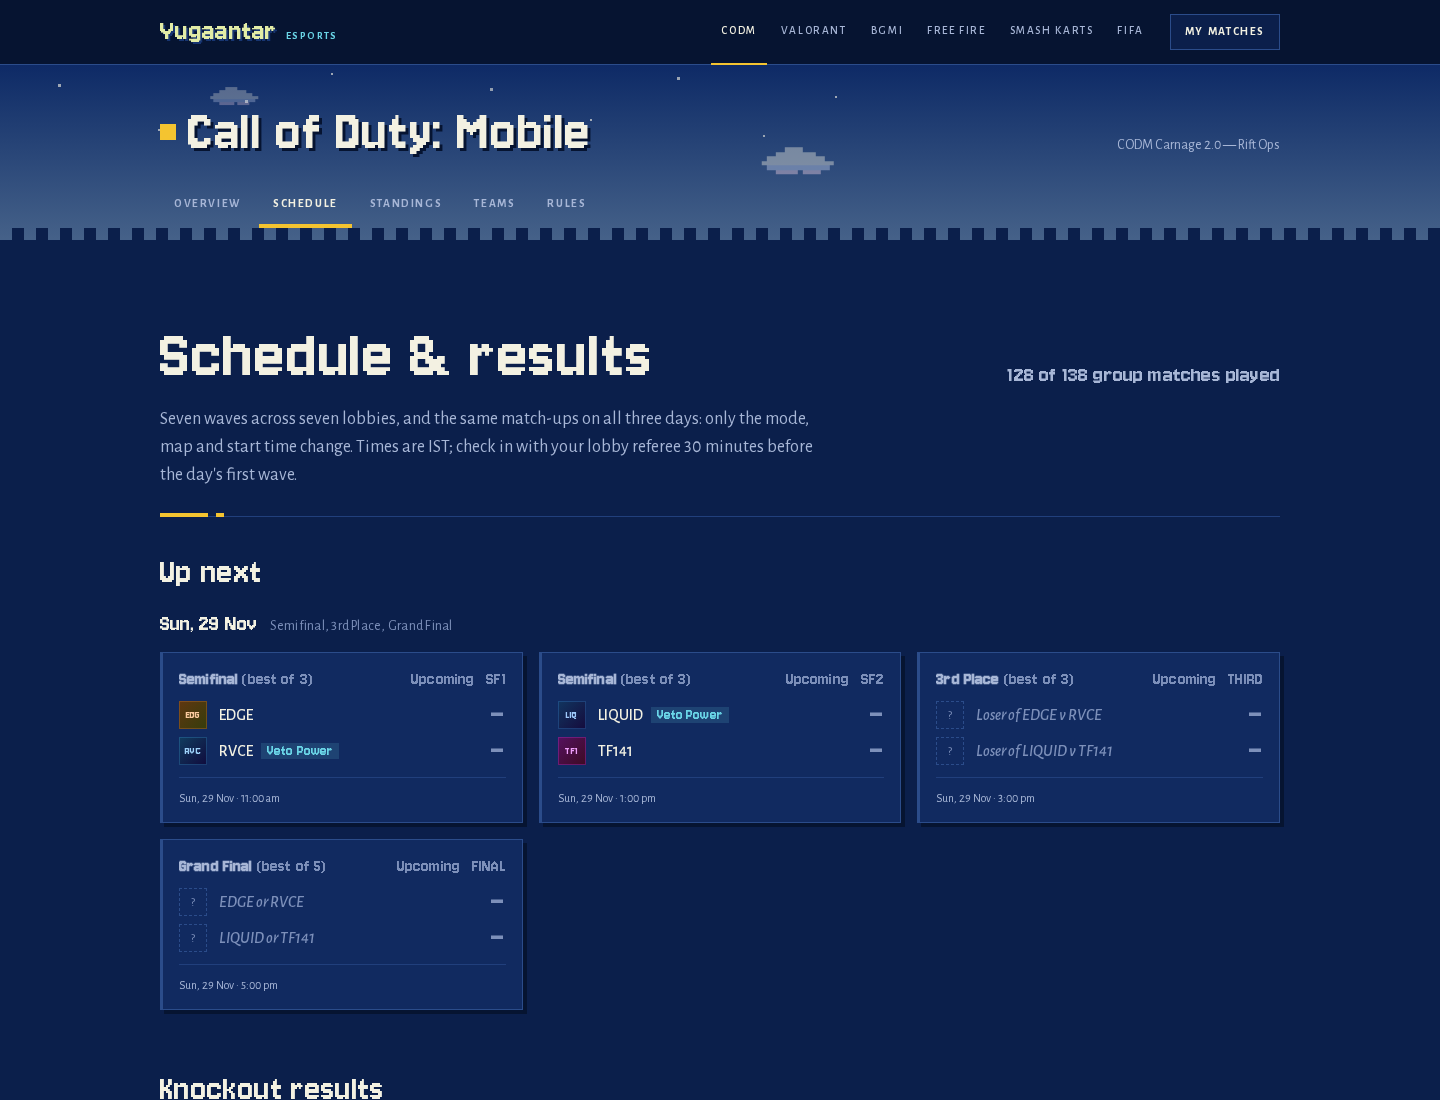 Yugaantar ESPORTS
CODM VALORANT BGMI FREE FIRE SMASH KARTS FIFA MY MATCHES
Call of Duty: Mobile
CODM Carnage 2.0 — Rift Ops
OVERVIEW SCHEDULE STANDINGS TEAMS RULES
Schedule & results
128 of 138 group matches played
Seven waves across seven lobbies, and the same match-ups on all three days: only the mode,
map and start time change. Times are IST; check in with your lobby referee 30 minutes before
the day's first wave.
Up next
Sun, 29 Nov Semifinal, 3rd Place, Grand Final
Semifinal (best of 3) Upcoming SF1
EDG EDGE —
RVC RVCE Veto Power —
Sun, 29 Nov · 11:00 am
Semifinal (best of 3) Upcoming SF2
LIQ LIQUID Veto Power —
TF1 TF141 —
Sun, 29 Nov · 1:00 pm
3rd Place (best of 3) Upcoming THIRD
? Loser of EDGE v RVCE —
? Loser of LIQUID v TF141 —
Sun, 29 Nov · 3:00 pm
Grand Final (best of 5) Upcoming FINAL
? EDGE or RVCE —
? LIQUID or TF141 —
Sun, 29 Nov · 5:00 pm
Knockout results